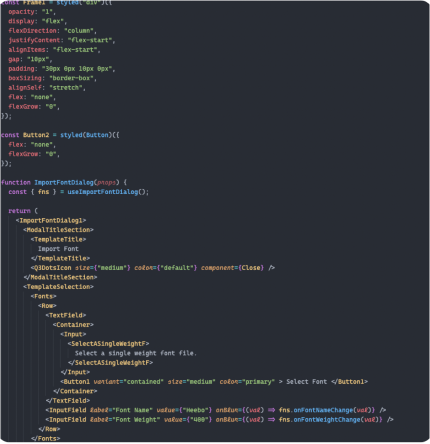 const Frame1 = styled("div")({
  opacity: "1",
  display: "flex",
  flexDirection: "column",
  justifyContent: "flex-start",
  alignItems: "flex-start",
  gap: "10px",
  padding: "30px 0px 10px 0px",
  boxSizing: "border-box",
  alignSelf: "stretch",
  flex: "none",
  flexGrow: "0",
});
const Button2 = styled(Button)({
  flex: "none",
  flexGrow: "0",
});
function ImportFontDialog(props) {
  const { fns } = useImportFontDialog();
  return (
    <ImportFontDialog1>
      <ModalTitleSection>
        <TemplateTitle>
          Import Font
        </TemplateTitle>
        <Q3DotsIcon size={"medium"} color={"default"} component={Close} />
      </ModalTitleSection>
      <TemplateSelection>
        <Fonts>
          <Row>
            <TextField>
              <Container>
                <Input>
                  <SelectASingleWeightF>
                    Select a single weight font file.
                  </SelectASingleWeightF>
                </Input>
                <Button1 variant="contained" size="medium" color="primary" > Select Font </Button1>
              </Container>
            </TextField>
            <InputField label="Font Name" value={"Heebo"} onBlur={(val) => fns.onFontNameChange(val)} />
            <InputField label="Font Weight" value={"400"} onBlur={(val) => fns.onFontWeightChange(val)} />
          </Row>
        </Fonts>